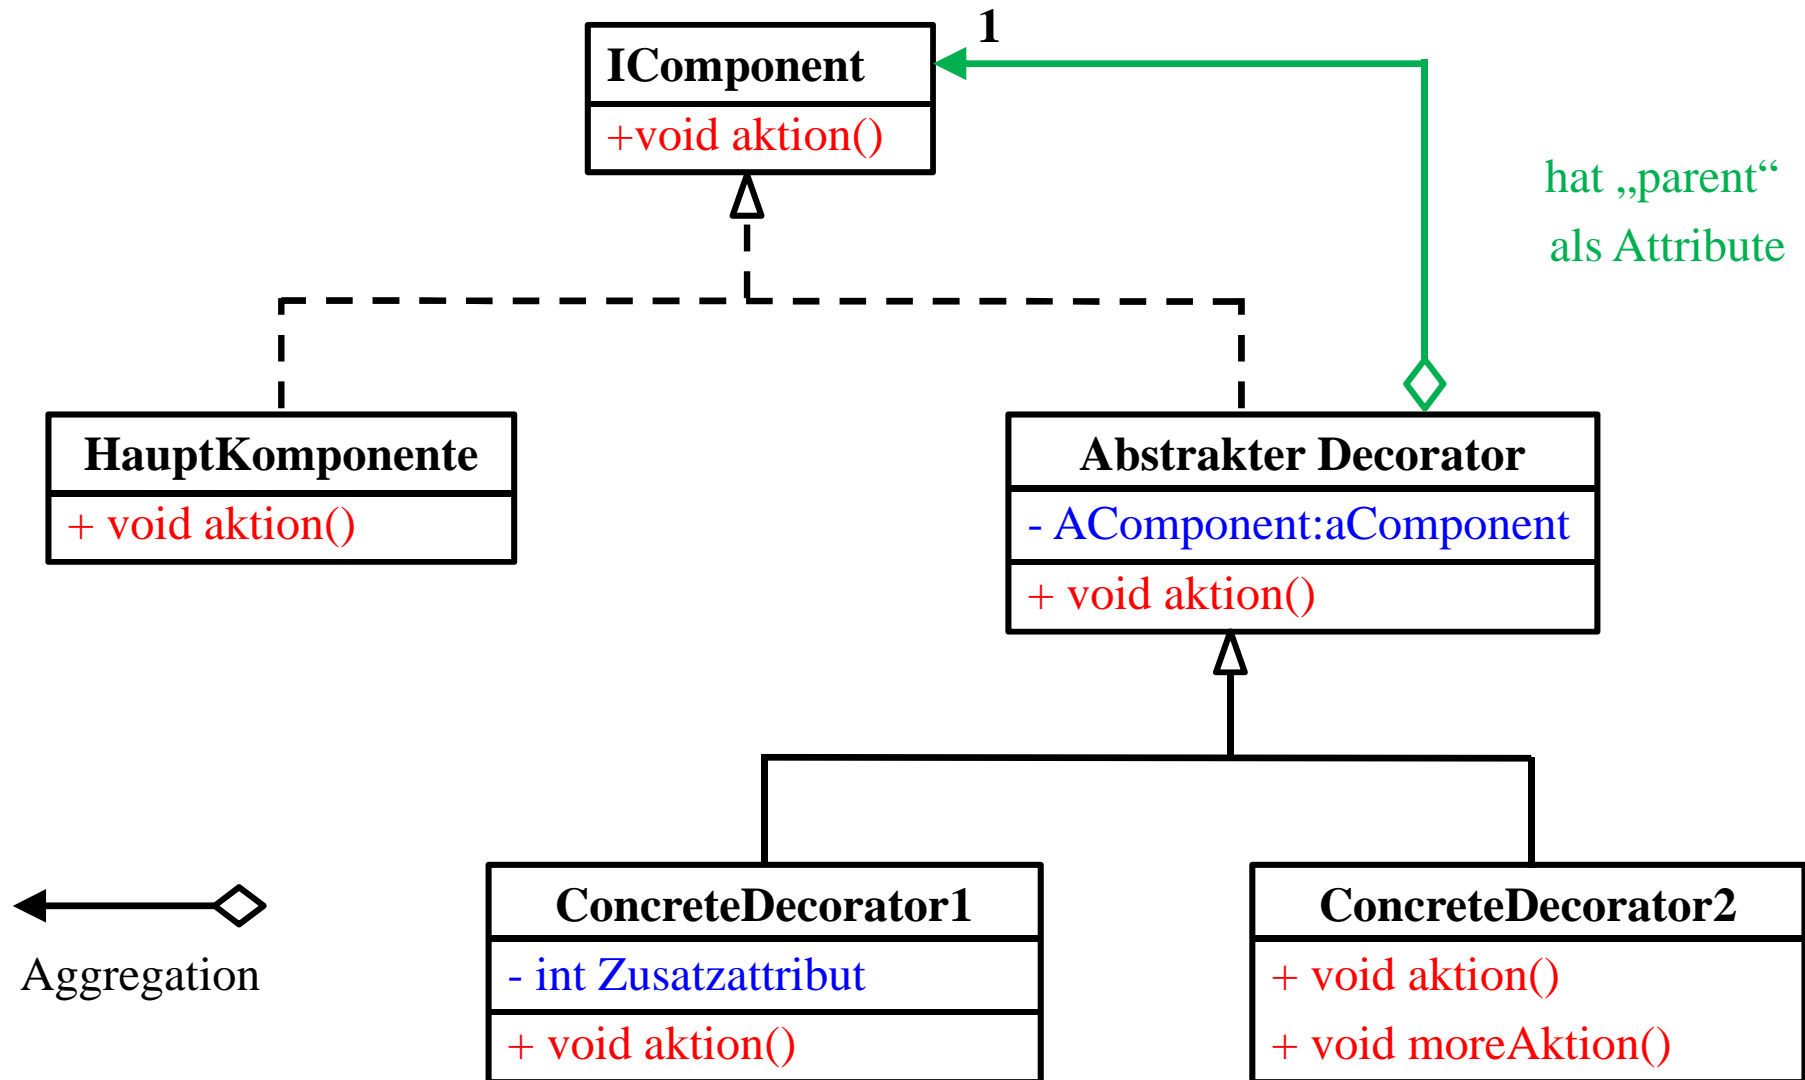 1
IComponent
+void aktion()
hat „parent“
als Attribute
HauptKomponente
+ void aktion()
Abstrakter Decorator
- AComponent:aComponent
+ void aktion()
Aggregation
ConcreteDecorator1
- int Zusatzattribut
+ void aktion()
ConcreteDecorator2
+ void aktion()
+ void moreAktion()